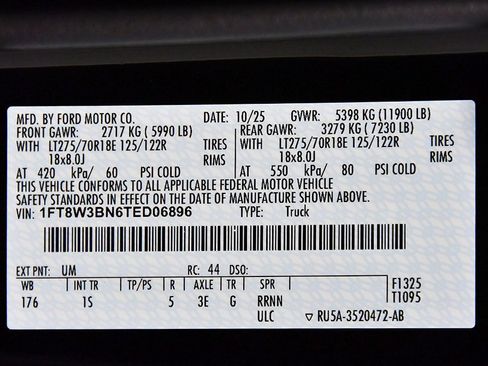 MFD. BY FORD MOTOR CO. DATE: 10/25 GVWR: 5398 KG (11900 LB)
FRONT GAWR: 2717 KG ( 5990 LB) REAR GAWR: 3279 KG ( 7230 LB)
WITH LT275/70R18E 125/122R TIRES WITH LT275/70R18E 125/122R TIRES
18x8.0J RIMS 18x8.0J RIMS
AT 420 kPa/ 60 PSI COLD AT 550 kPa/ 80 PSI COLD
THIS VEHICLE CONFORMS TO ALL APPLICABLE FEDERAL MOTOR VEHICLE
SAFETY STANDARDS IN EFFECT ON THE DATE OF MANUFACTURE SHOWN ABOVE.
VIN: 1FT8W3BN6TED06896 TYPE: Truck
EXT PNT: UM RC: 44 DSO:
WB INT TR TP/PS R AXLE TR SPR F1325
176 1S 5 3E G RRNN T1095
ULC ▽ RU5A-3520472-AB